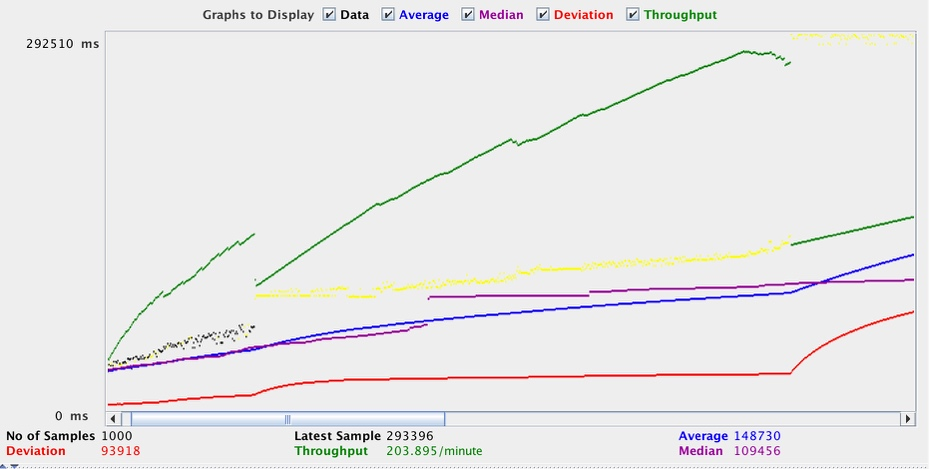 Graphs to Display Data Average Median Deviation Throughput
292510 ms
0 ms
No of Samples 1000 Latest Sample 293396 Average 148730
Deviation 93918 Throughput 203.895/minute Median 109456